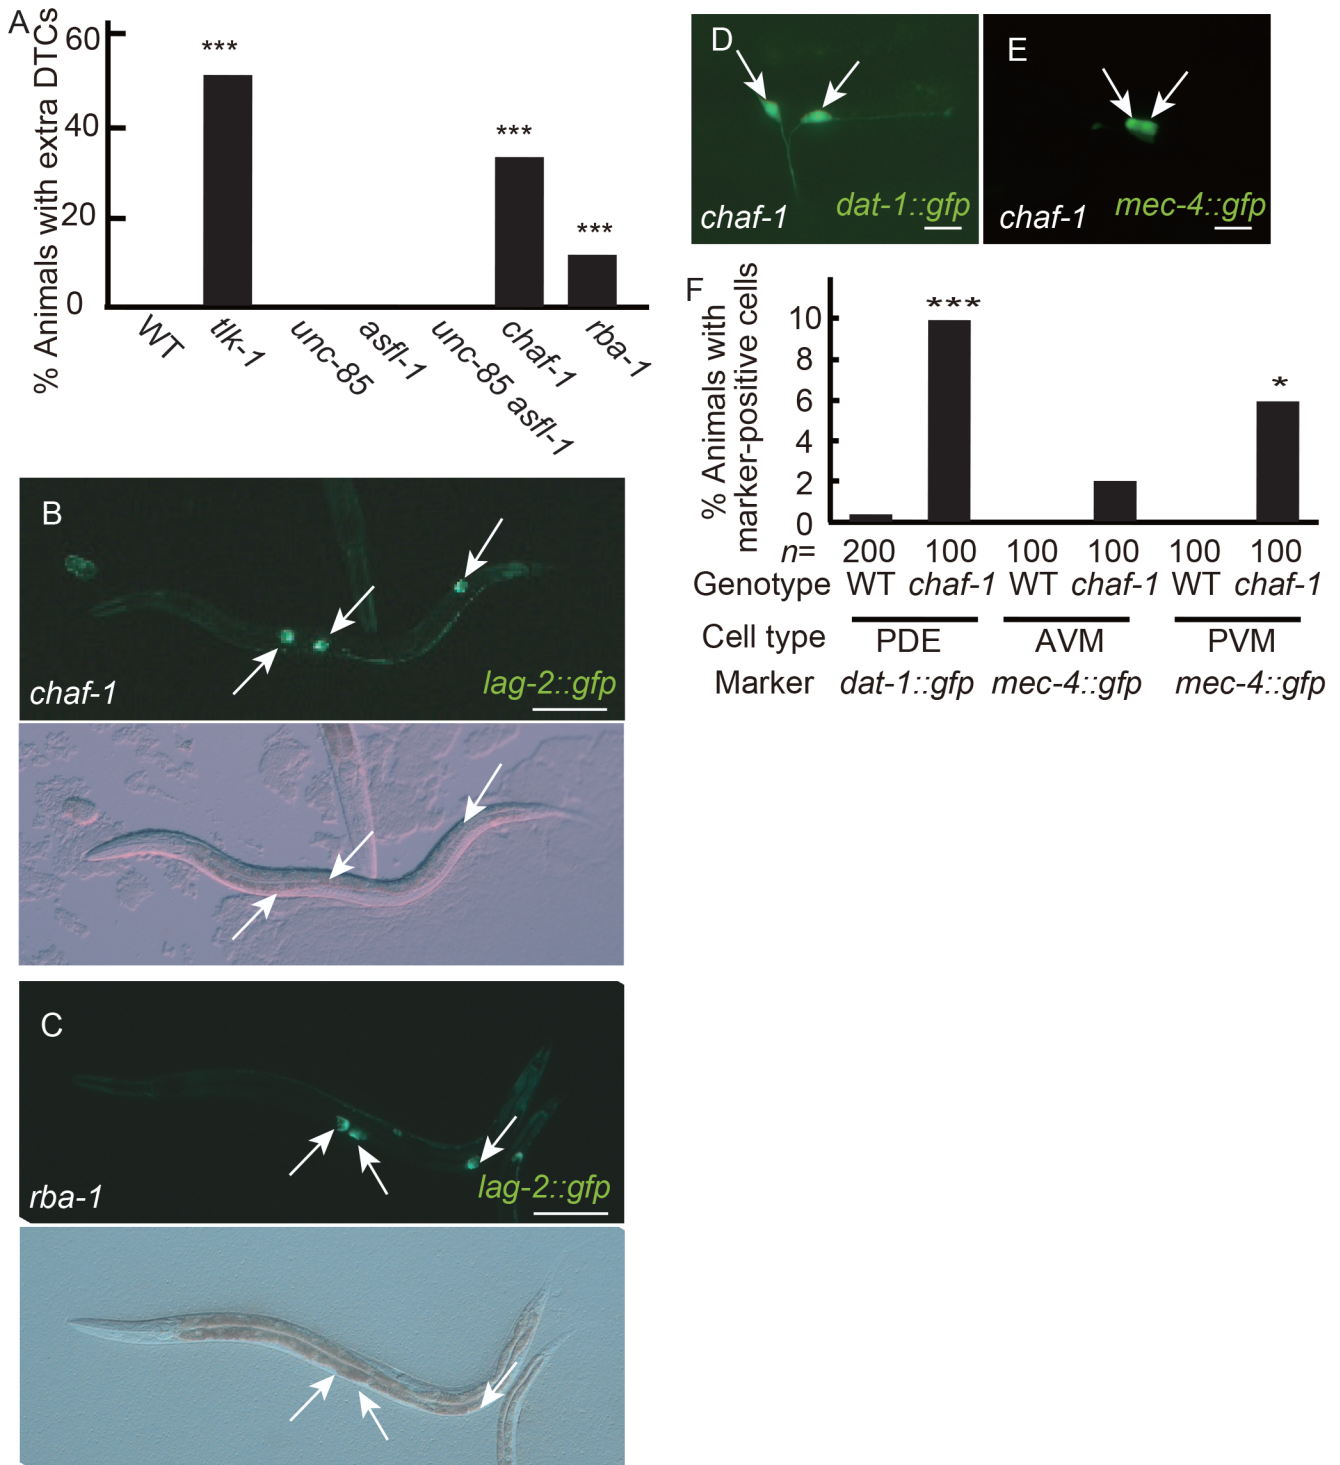 A
% Animals with extra DTCs
60
40
20
0
***
***
***
WT
tlk-1
unc-85
asfl-1
unc-85 asfl-1
chaf-1
rba-1
B
chaf-1
lag-2::gfp
C
rba-1
lag-2::gfp
D
chaf-1
dat-1::gfp
E
chaf-1
mec-4::gfp
F
% Animals with
marker-positive cells
10
8
6
4
2
0
***
*
n= 200 100 100 100 100 100
Genotype WT chaf-1 WT chaf-1 WT chaf-1
Cell type PDE AVM PVM
Marker dat-1::gfp mec-4::gfp mec-4::gfp